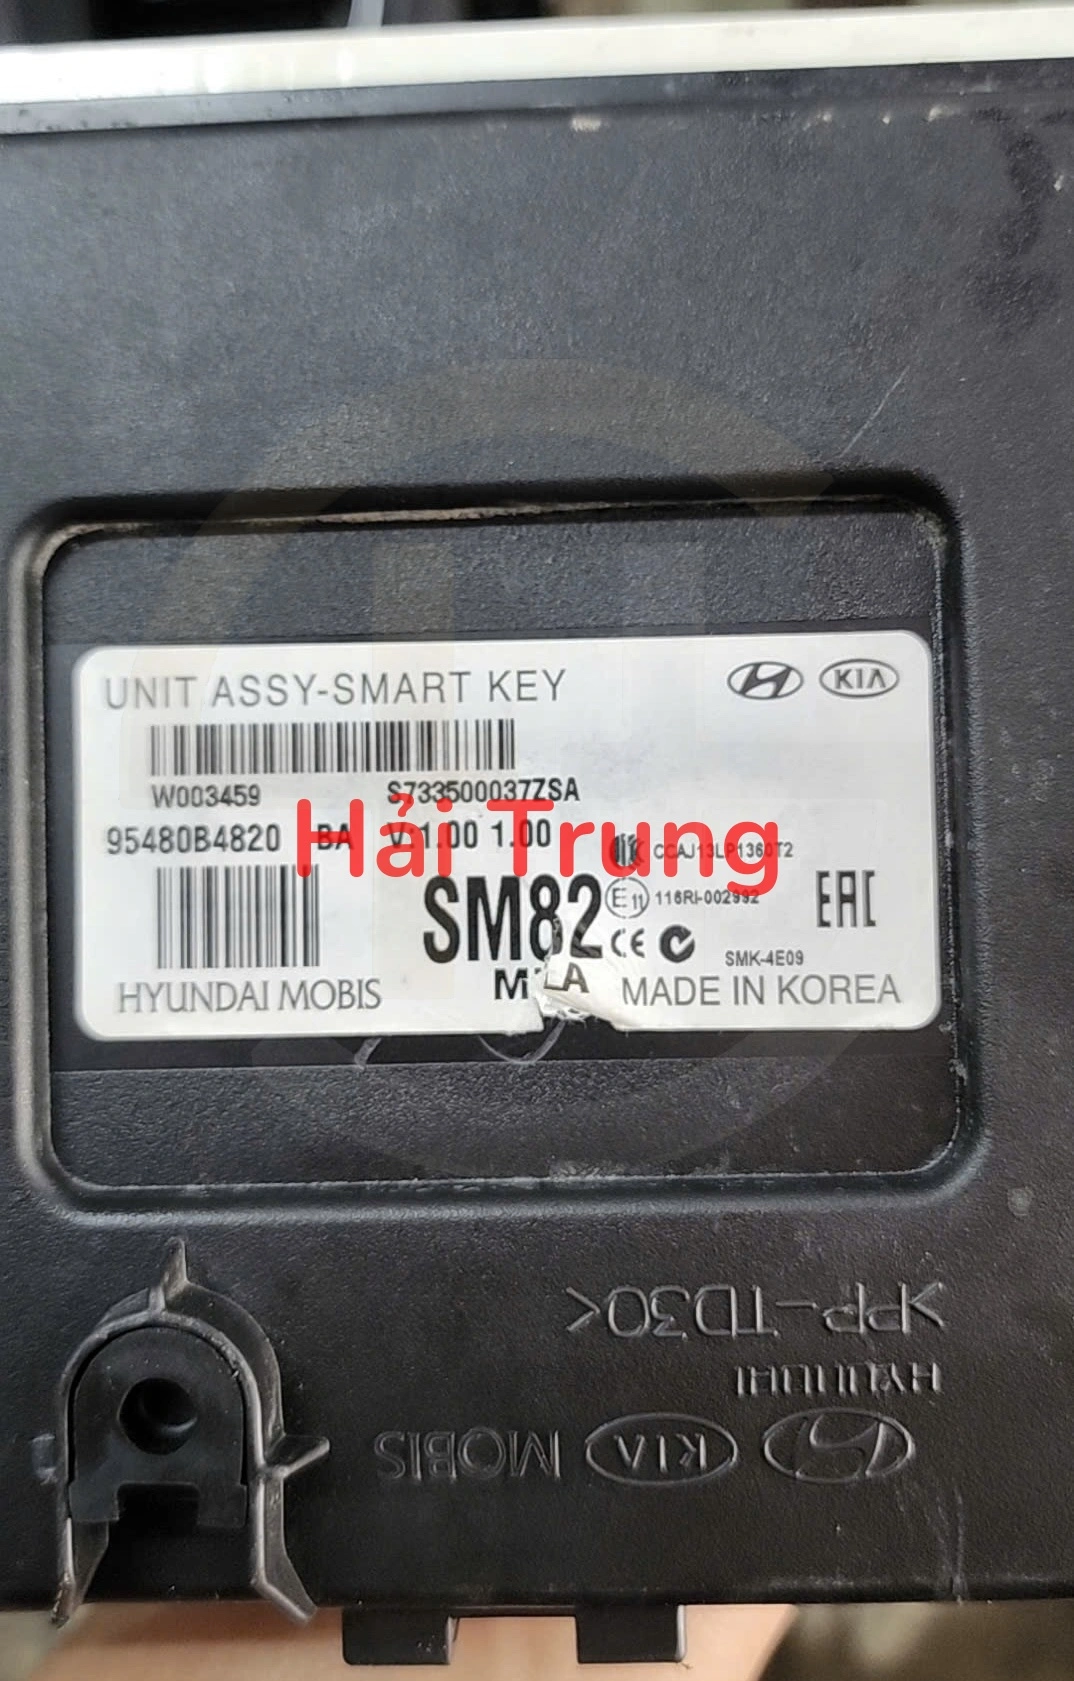 UNIT ASSY-SMART KEY
KIA
W003459 S733500037ZSA
95480B4820 BA V:1.00 1.00
Hải Trung
CCAJ13LP1360T2
SM82
E11 116RI-002992
EAC
CE
SMK-4E09
HYUNDAI MOBIS
MADE IN KOREA
>PP-TD30<
HYUNDAI
KIA MOBIS